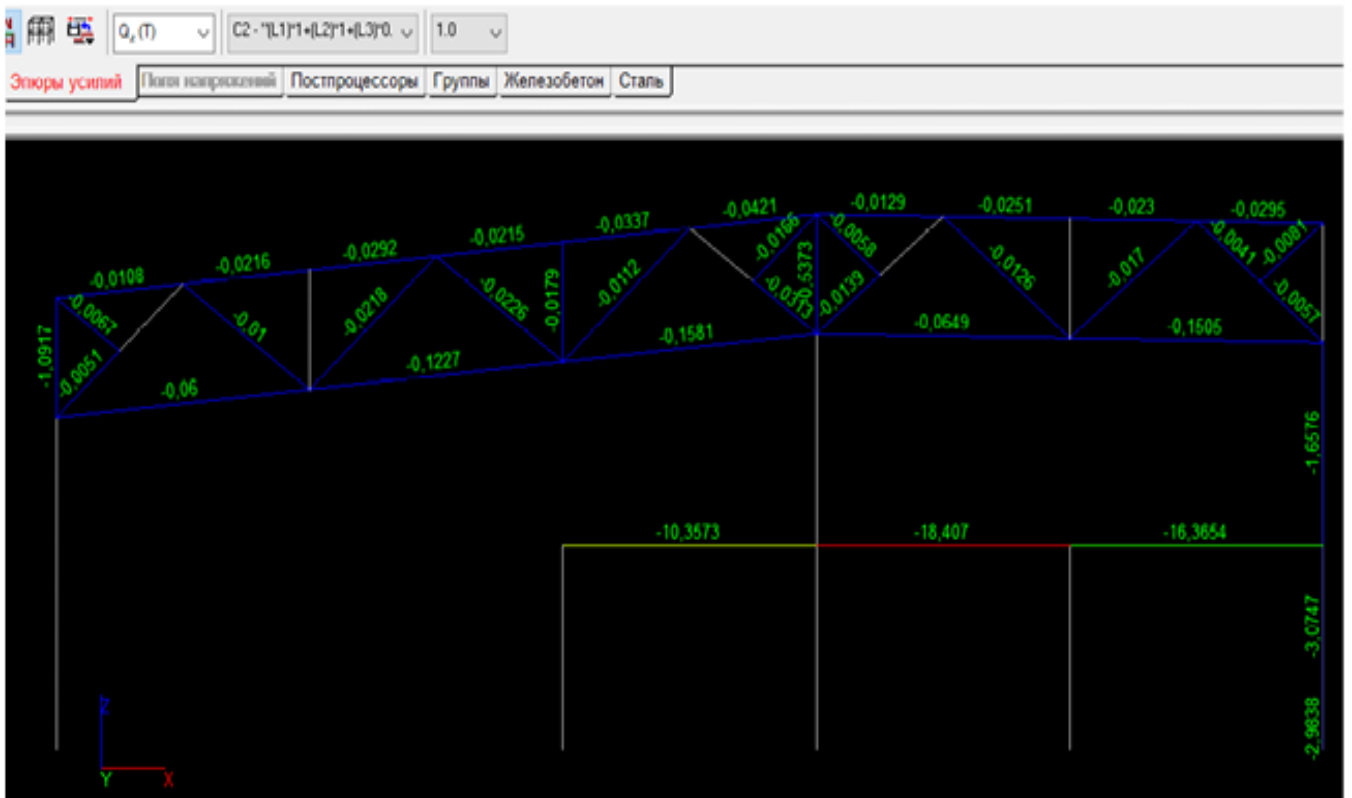 Qz (T) C2 - "(L1)*1+(L2)*1+(L3)*0. 1.0
Эпюры усилий Поля напряжений Постпроцессоры Группы Железобетон Сталь
-0,0108 -0,0216 -0,0292 -0,0215 -0,0337 -0,0421 -0,0129 -0,0251 -0,023 -0,0295
-0,0067 -0,01 -0,0218 -0,0226 -0,0179 -0,0112 -0,0166 -0,0058 -0,0126 -0,017 -0,0041 -0,0081
-1,0917 -0,0051 -0,0313 -0,0139 -0,0057
-0,06 -0,1227 -0,1581 -0,0649 -0,1505
-1,6576
-10,3573 -18,407 -16,3654
-3,0747
-2,9838
Z
Y X